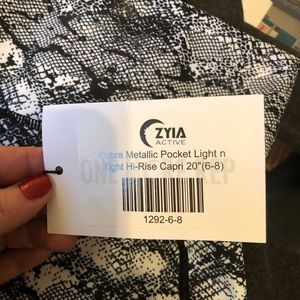 ZYIA
ACTIVE
Cobra Metallic Pocket Light n
Tight Hi-Rise Capri 20"(6-8)
1292-6-8